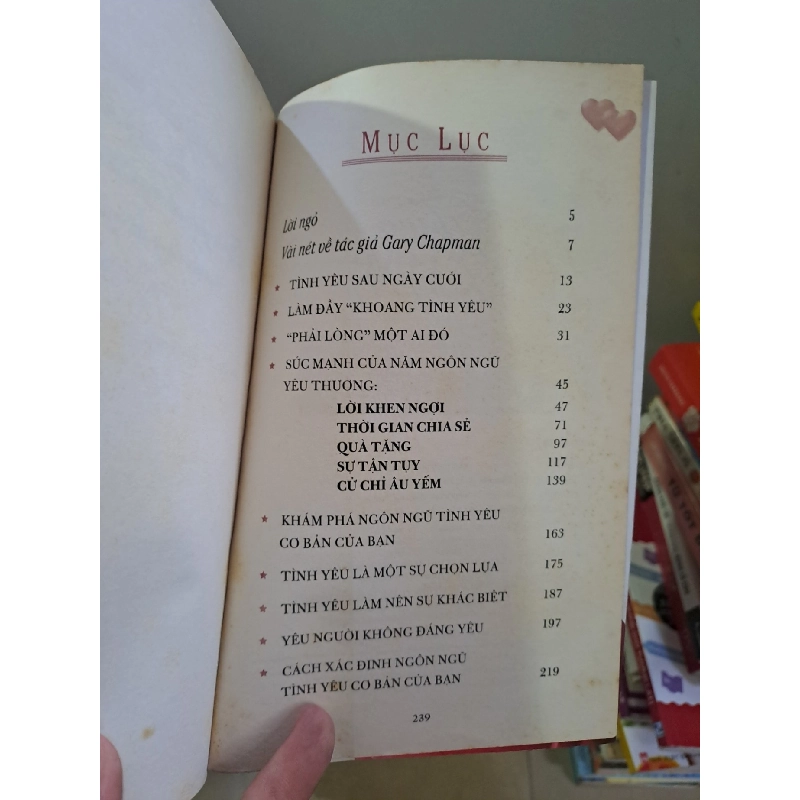 MỤC LỤC
Lời ngỏ 5
Vài nét về tác giả Gary Chapman 7
TÌNH YÊU SAU NGÀY CƯỚI 13
LÀM ĐẦY “KHOANG TÌNH YÊU” 23
“PHẢI LÒNG” MỘT AI ĐÓ 31
SỨC MẠNH CỦA NĂM NGÔN NGỮ
YÊU THƯƠNG: 45
LỜI KHEN NGỢI 47
THỜI GIAN CHIA SẺ 71
QUÀ TẶNG 97
SỰ TẬN TỤY 117
CỬ CHỈ ÂU YẾM 139
KHÁM PHÁ NGÔN NGỮ TÌNH YÊU
CƠ BẢN CỦA BẠN 163
TÌNH YÊU LÀ MỘT SỰ CHỌN LỰA 175
TÌNH YÊU LÀM NÊN SỰ KHÁC BIỆT 187
YÊU NGƯỜI KHÔNG ĐÁNG YÊU 197
CÁCH XÁC ĐỊNH NGÔN NGỮ
TÌNH YÊU CƠ BẢN CỦA BẠN 219
239